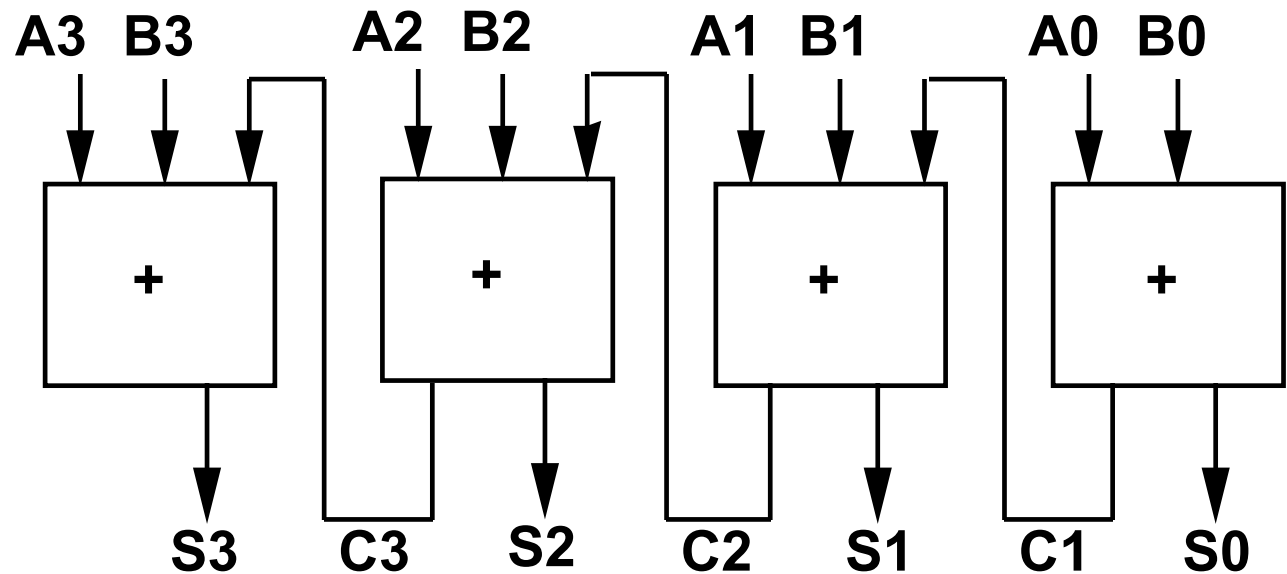 A3 B3 A2 B2 A1 B1 A0 B0
+ + + +
S3 C3 S2 C2 S1 C1 S0